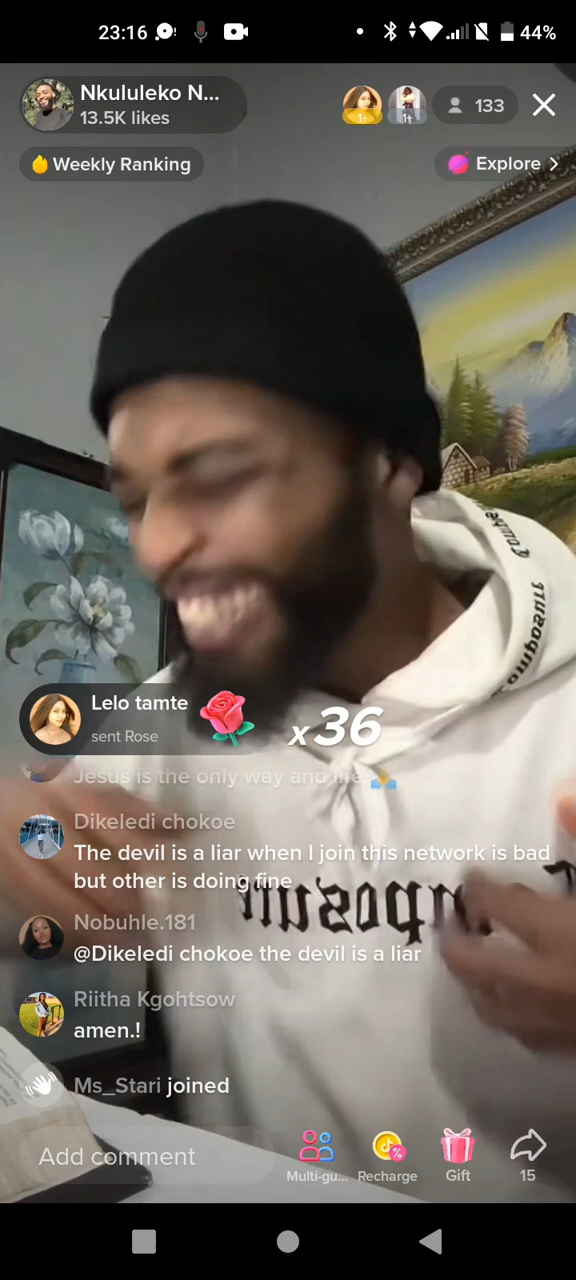 23:16
44%
Nkululeko N...
13.5K likes
1+
1+
133
Weekly Ranking
Explore
Lelo tamte
sent Rose
x36
Jesus is the only way and life
Dikeledi chokoe
The devil is a liar when I join this network is bad
but other is doing fine
Nobuhle.181
@Dikeledi chokoe the devil is a liar
Riitha Kgohtsow
amen.!
Ms_Stari joined
Add comment
Multi-gu...
Recharge
Gift
15